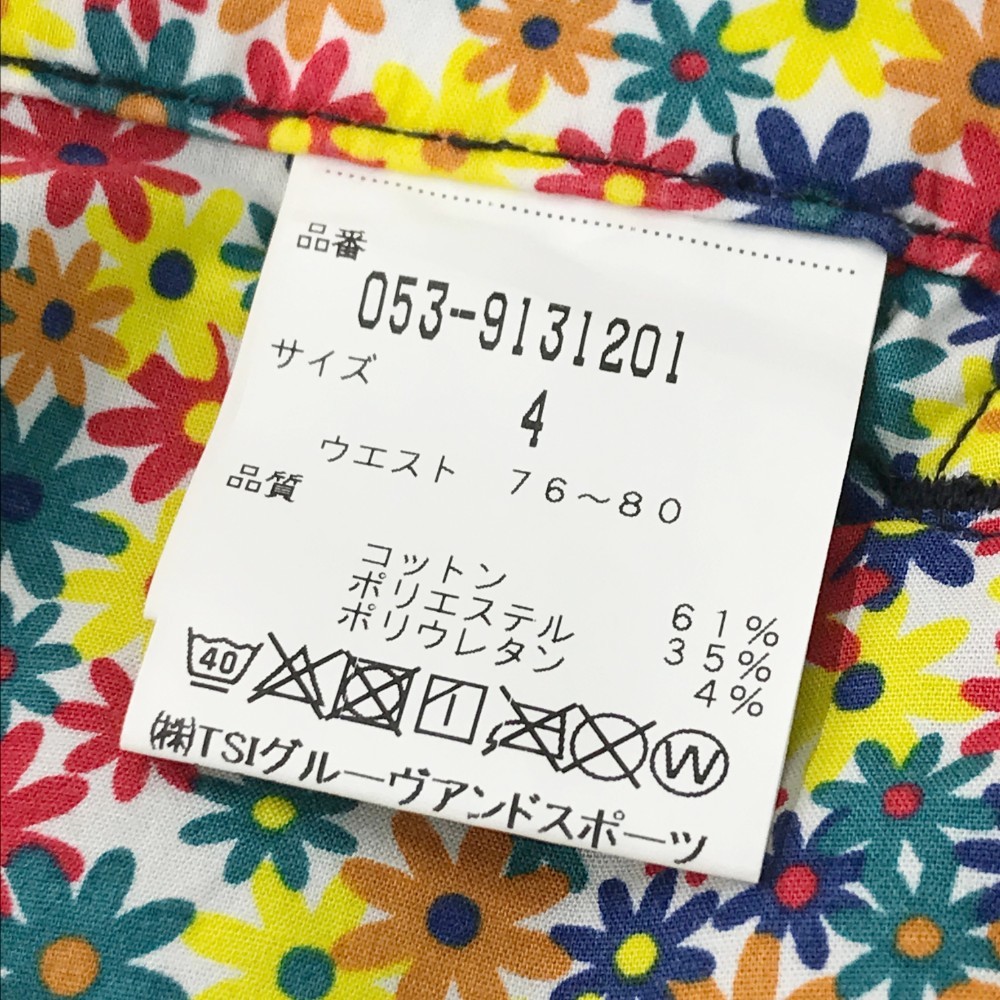 品番
053-9131201
サイズ
4
ウエスト 76~80
品質
コットン 61%
ポリエステル 35%
ポリウレタン 4%
40 W
㈱TSIグルーヴアンドスポーツ